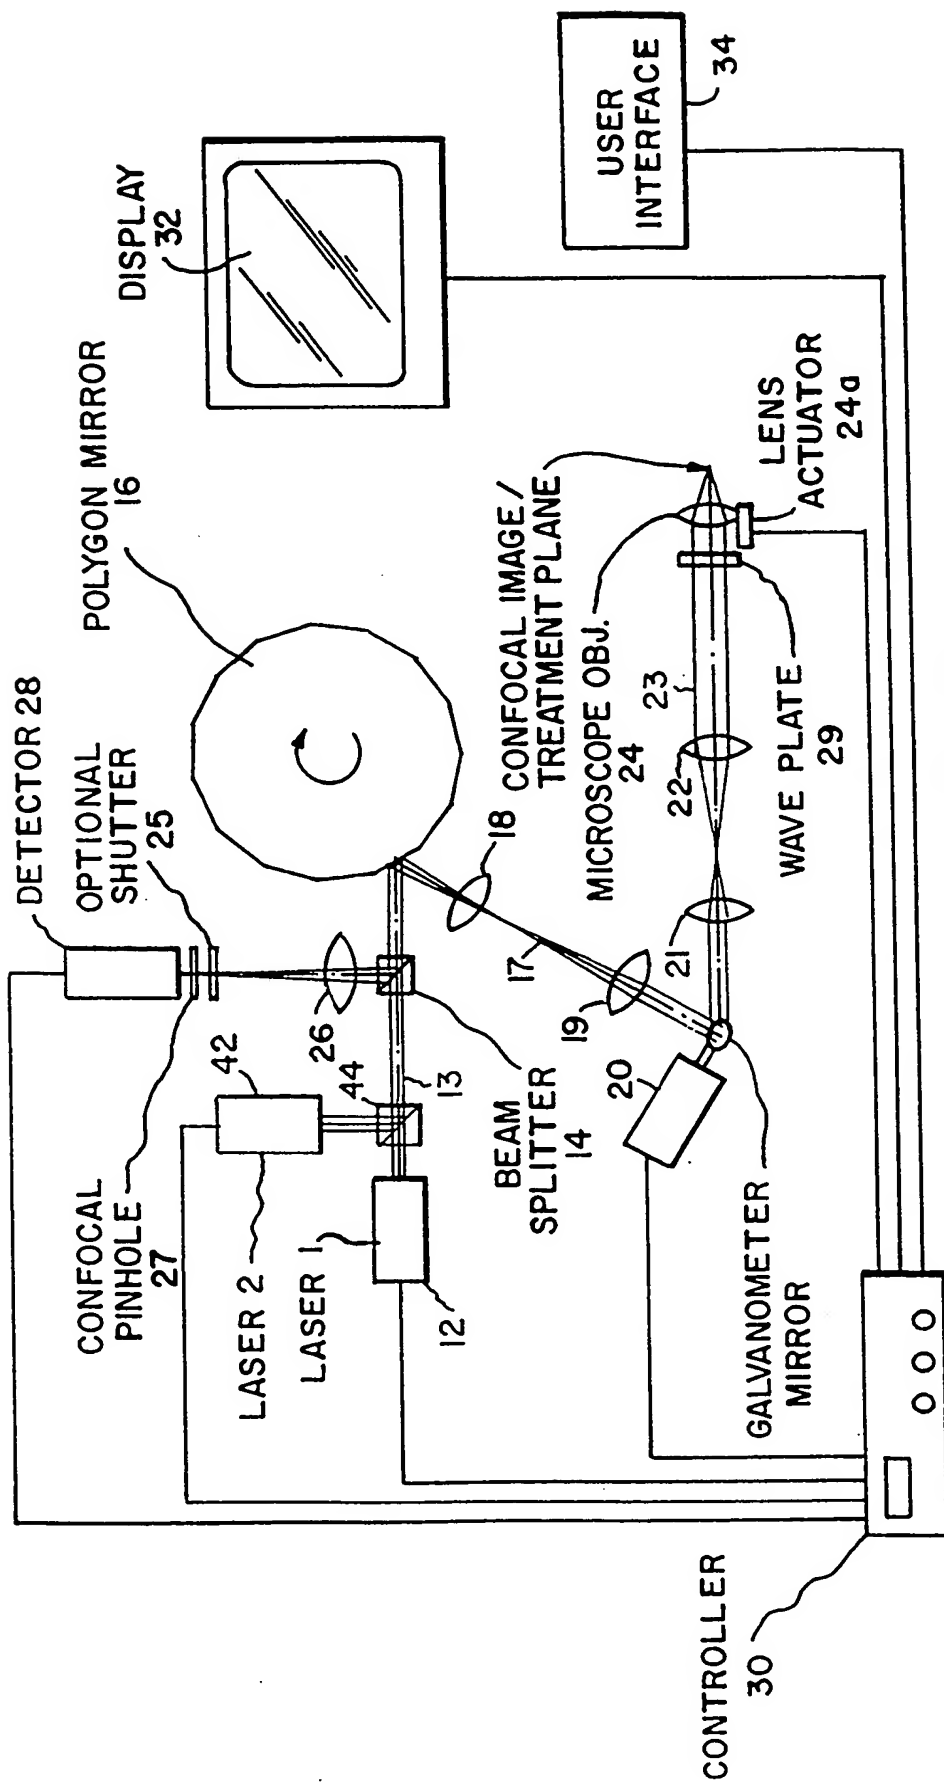 DETECTOR 28
OPTIONAL
SHUTTER
25
POLYGON MIRROR
16
DISPLAY
32
USER
INTERFACE
34
CONFOCAL
PINHOLE
27
LASER 2
42
LASER 1
12
44
26
13
BEAM
SPLITTER
14
18
17
19
20
21
22
23
CONFOCAL IMAGE/
TREATMENT PLANE
MICROSCOPE OBJ.
24
LENS
ACTUATOR
24a
WAVE PLATE
29
GALVANOMETER
MIRROR
CONTROLLER
30